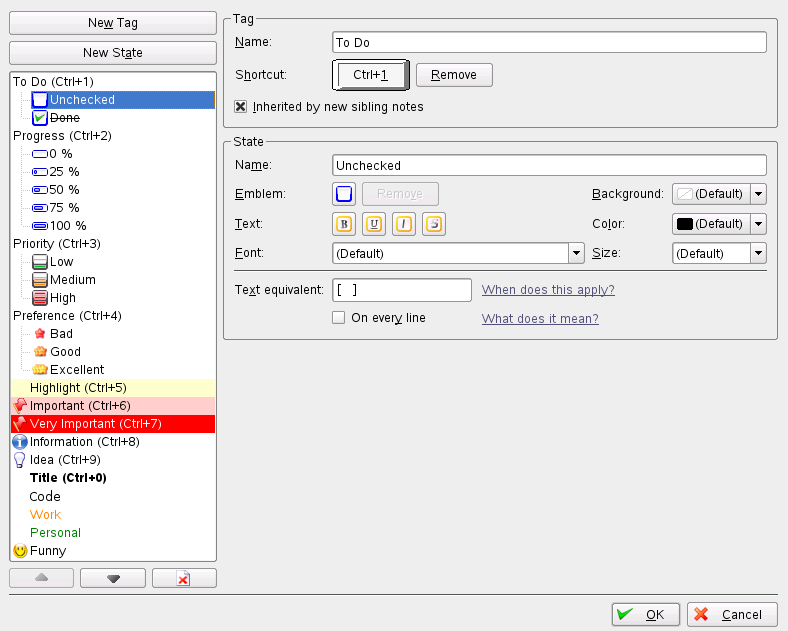 New Tag
New State
To Do (Ctrl+1)
Unchecked
Done
Progress (Ctrl+2)
0 %
25 %
50 %
75 %
100 %
Priority (Ctrl+3)
Low
Medium
High
Preference (Ctrl+4)
Bad
Good
Excellent
Highlight (Ctrl+5)
Important (Ctrl+6)
Very Important (Ctrl+7)
Information (Ctrl+8)
Idea (Ctrl+9)
Title (Ctrl+0)
Code
Work
Personal
Funny
Tag
Name: To Do
Shortcut: Ctrl+1 Remove
Inherited by new sibling notes
State
Name: Unchecked
Emblem: Remove Background: (Default)
Text: B U I S Color: (Default)
Font: (Default) Size: (Default)
Text equivalent: [ ] When does this apply?
On every line What does it mean?
OK Cancel